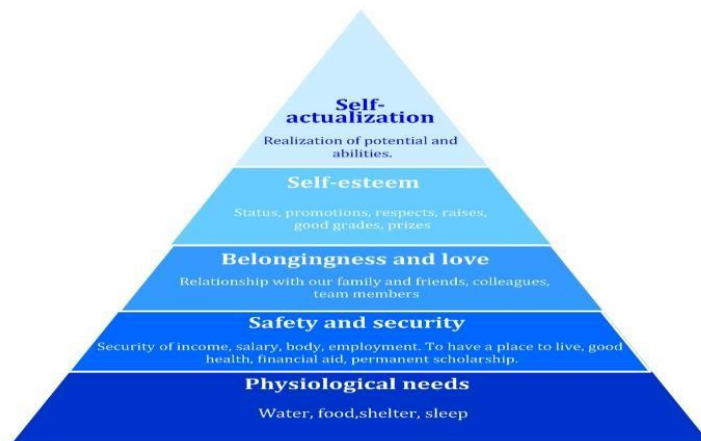 Self-
actualization
Realization of potential and
abilities.
Self-esteem
Status, promotions, respects, raises,
good grades, prizes
Belongingness and love
Relationship with our family and friends, colleagues,
team members
Safety and security
Security of income, salary, body, employment. To have a place to live, good
health, financial aid, permanent scholarship.
Physiological needs
Water, food,shelter, sleep